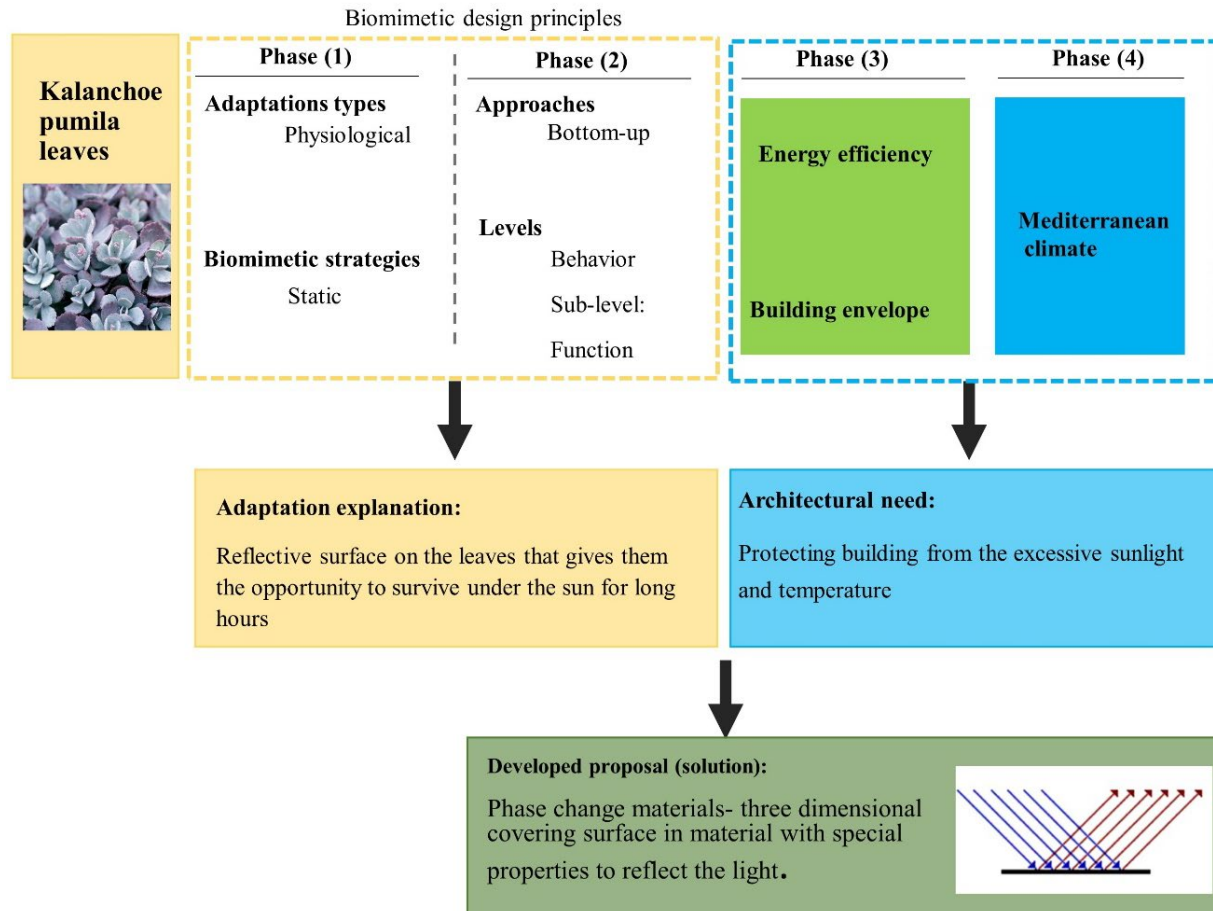 Biomimetic design principles
Kalanchoe
pumila
leaves
Phase (1)
Adaptations types
Physiological
Biomimetic strategies
Static
Phase (2)
Approaches
Bottom-up
Levels
Behavior
Sub-level:
Function
Phase (3)
Energy efficiency
Building envelope
Phase (4)
Mediterranean
climate
Adaptation explanation:
Reflective surface on the leaves that gives them
the opportunity to survive under the sun for long
hours
Architectural need:
Protecting building from the excessive sunlight
and temperature
Developed proposal (solution):
Phase change materials- three dimensional
covering surface in material with special
properties to reflect the light.